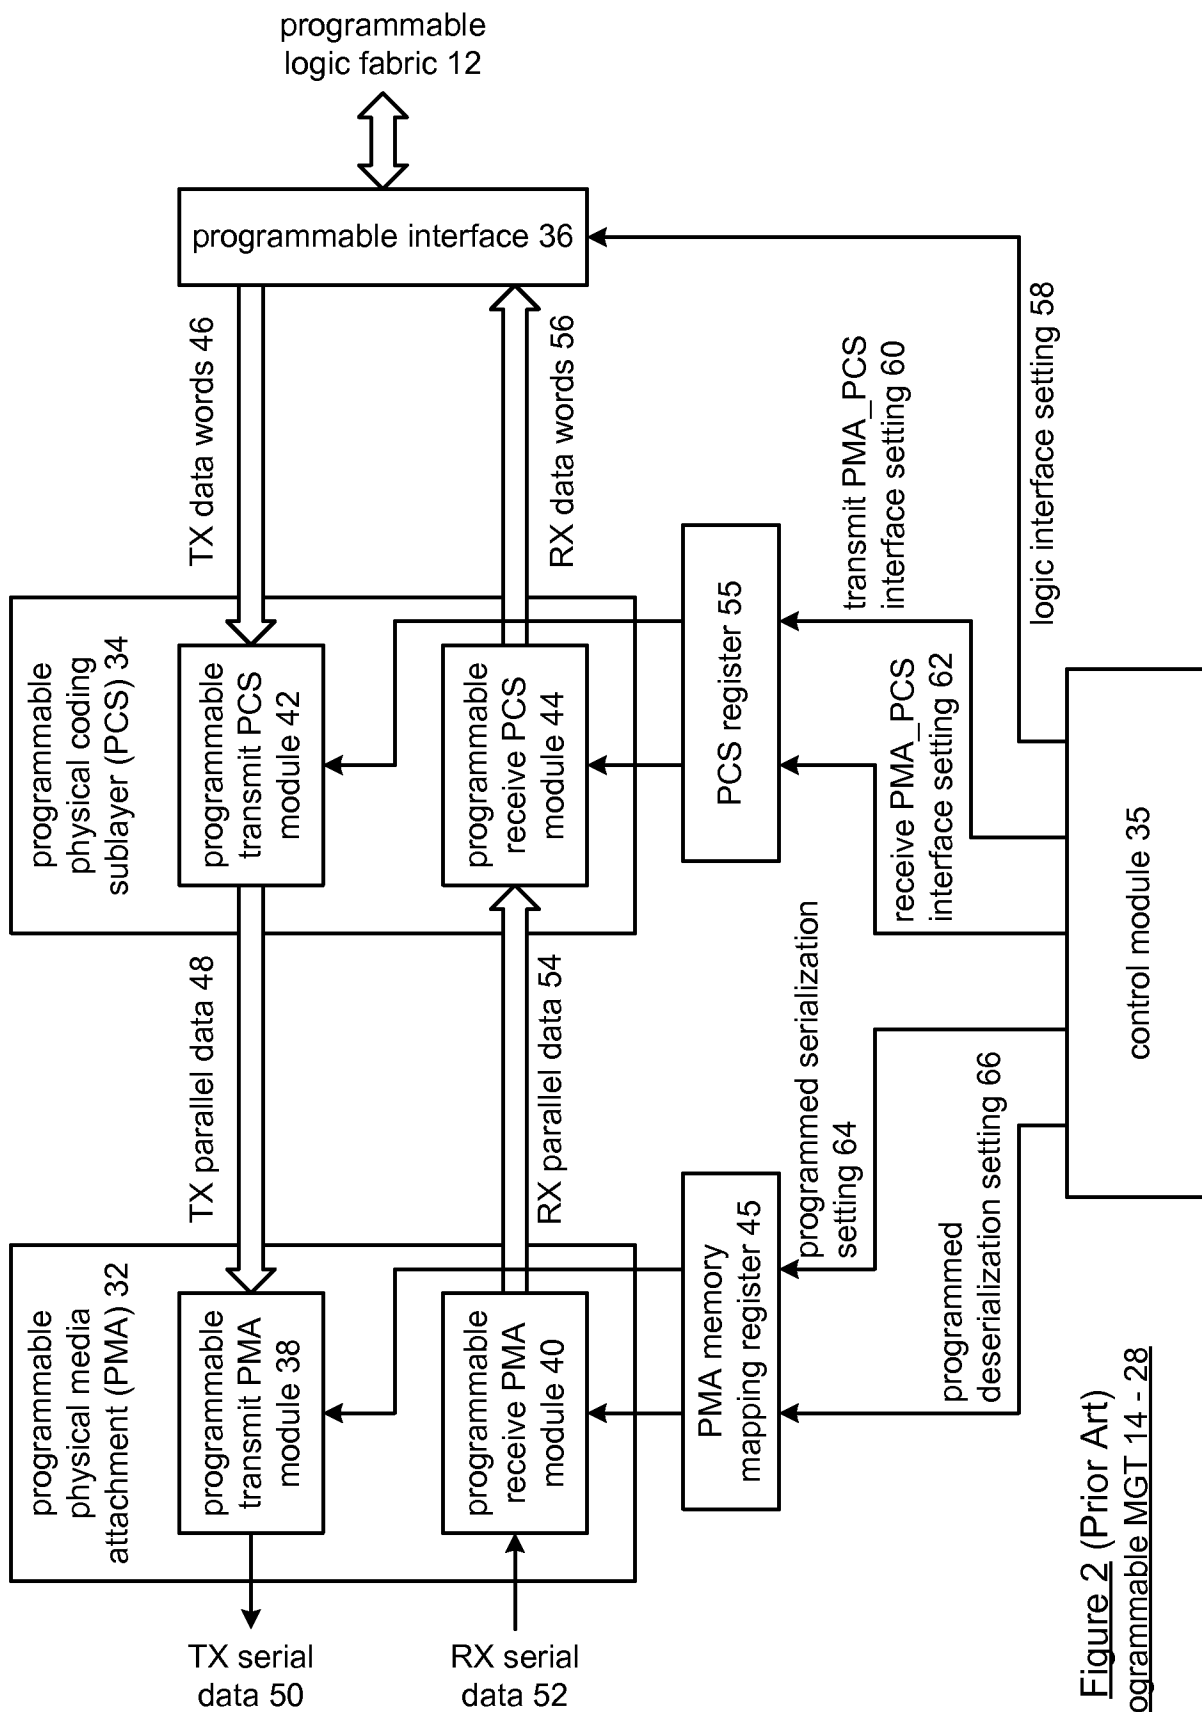 programmable
logic fabric 12
programmable interface 36
TX data words 46
RX data words 56
programmable
physical coding
sublayer (PCS) 34
programmable
transmit PCS
module 42
programmable
receive PCS
module 44
PCS register 55
transmit PMA_PCS
interface setting 60
receive PMA_PCS
interface setting 62
logic interface setting 58
TX parallel data 48
RX parallel data 54
programmable
physical media
attachment (PMA) 32
programmable
transmit PMA
module 38
programmable
receive PMA
module 40
PMA memory
mapping register 45
programmed serialization
setting 64
programmed
deserialization setting 66
control module 35
TX serial
data 50
RX serial
data 52
Figure 2 (Prior Art)
ogrammable MGT 14 - 28